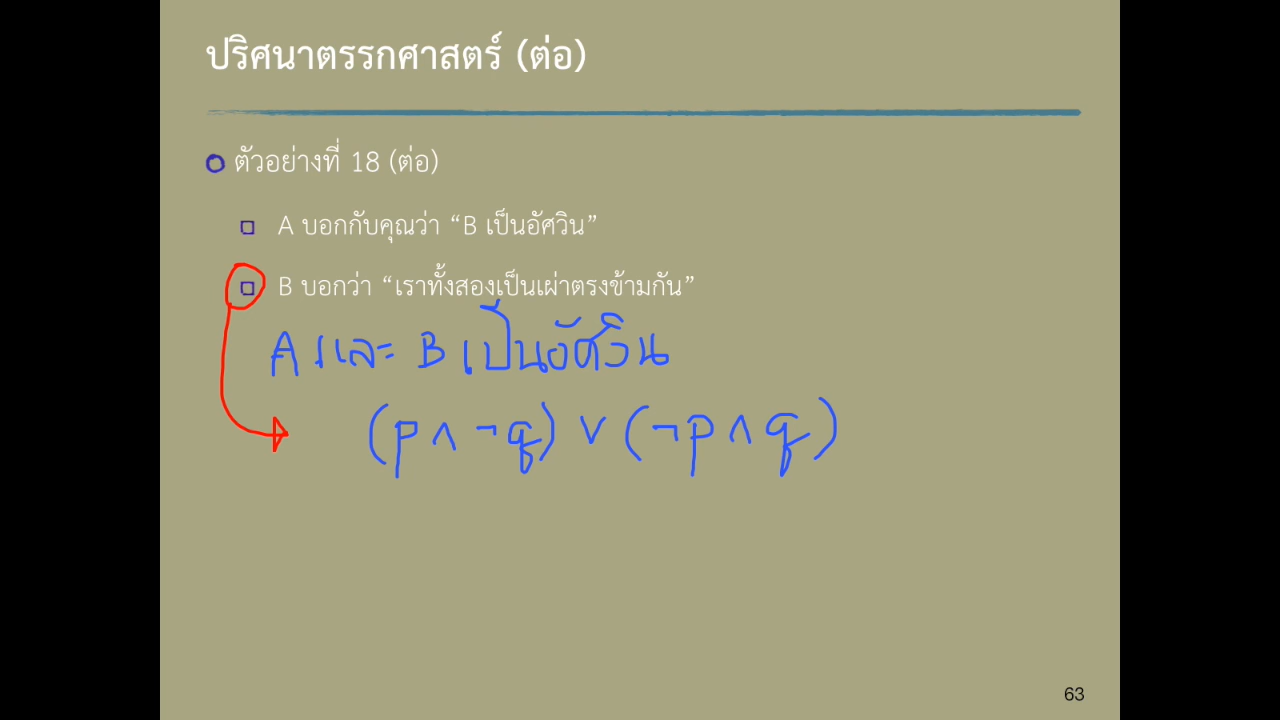 ปริศนาตรรกศาสตร์ (ต่อ)
ตัวอย่างที่ 18 (ต่อ)
A บอกกับคุณว่า “B เป็นอัศวิน”
B บอกว่า “เราทั้งสองเป็นเผ่าตรงข้ามกัน”
A และ B เป็นอัศวิน
(p ∧ ¬q) ∨ (¬p ∧ q)
63